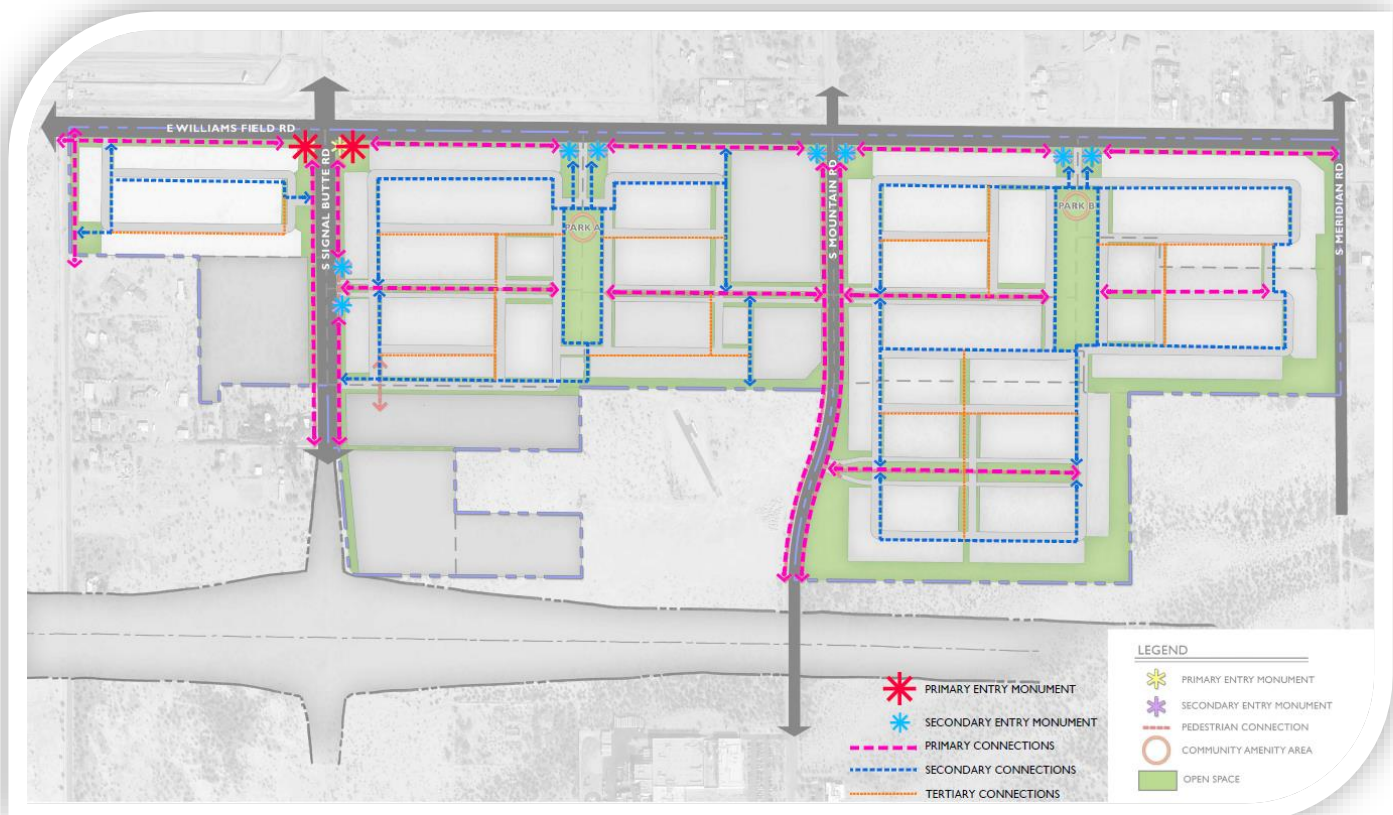 E WILLIAMS FIELD RD
S SIGNAL BUTTE RD
S MOUNTAIN RD
S MERIDIAN RD
PARK A
PARK B
PRIMARY ENTRY MONUMENT
SECONDARY ENTRY MONUMENT
PRIMARY CONNECTIONS
SECONDARY CONNECTIONS
TERTIARY CONNECTIONS
LEGEND
PRIMARY ENTRY MONUMENT
SECONDARY ENTRY MONUMENT
PEDESTRIAN CONNECTION
COMMUNITY AMENITY AREA
OPEN SPACE